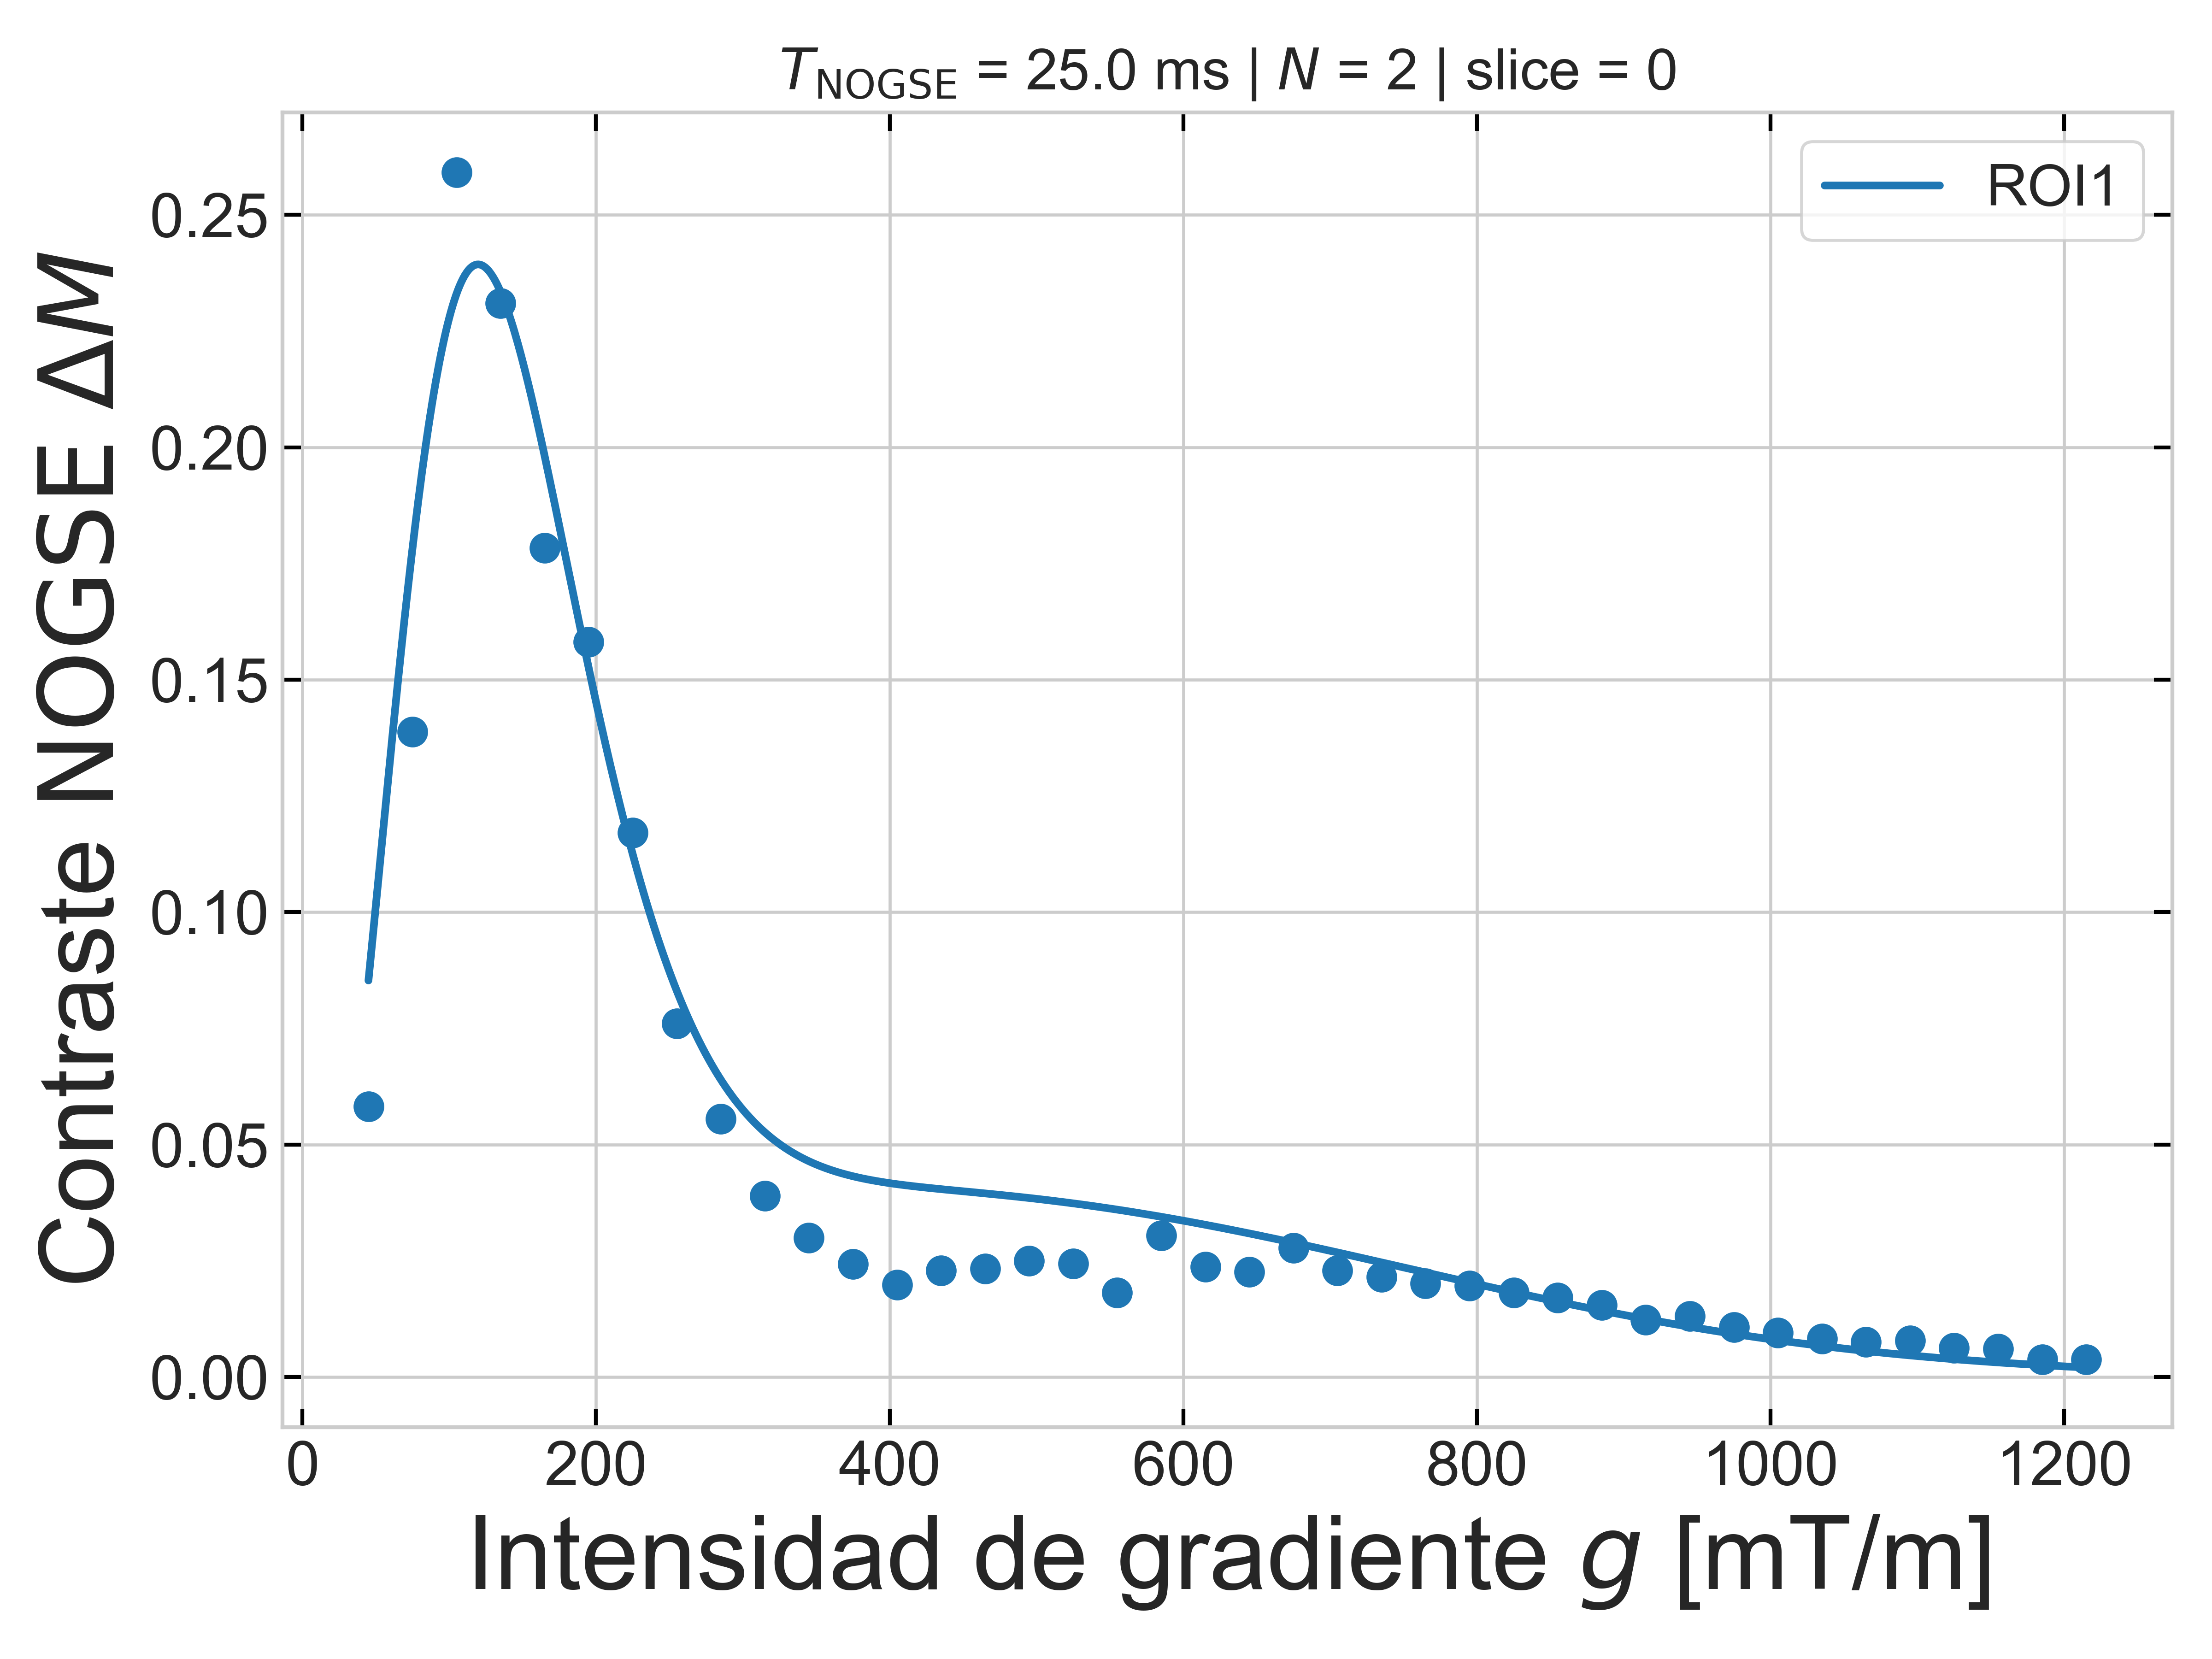 T_NOGSE = 25.0 ms | N = 2 | slice = 0
ROI1
Contraste NOGSE ΔM
0.25
0.20
0.15
0.10
0.05
0.00
0 200 400 600 800 1000 1200
Intensidad de gradiente g [mT/m]